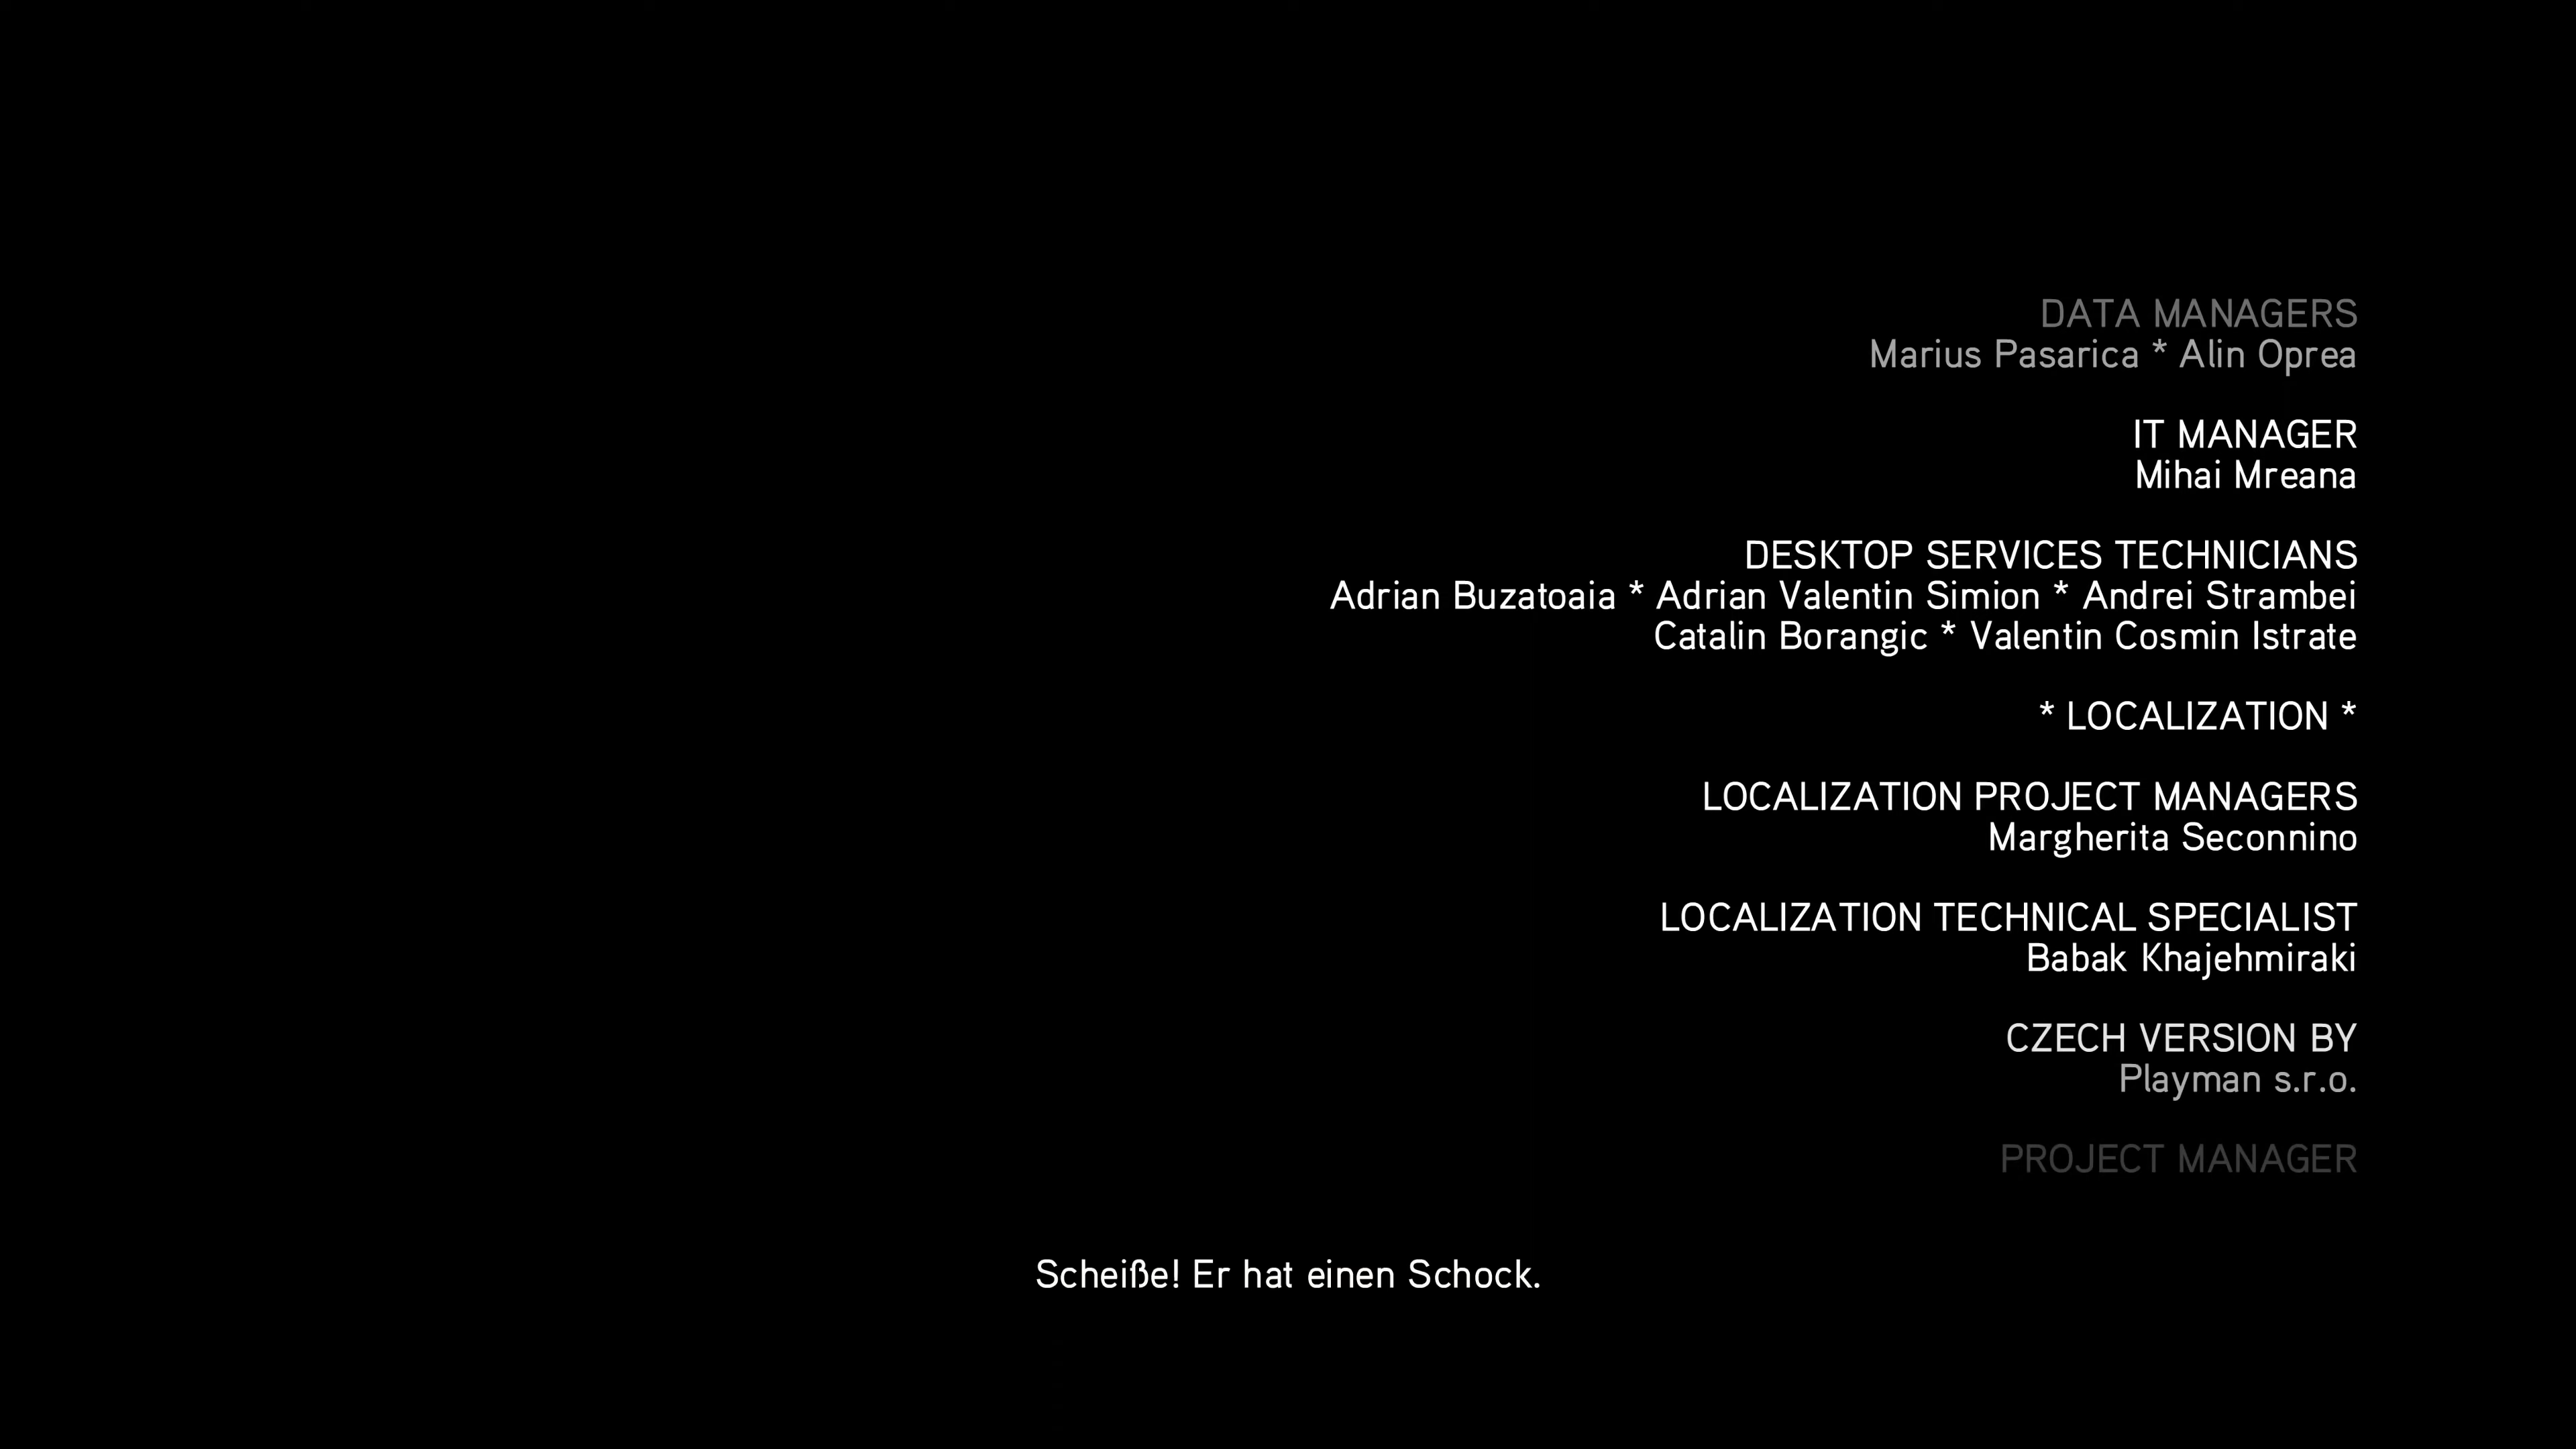 DATA MANAGERS
Marius Pasarica * Alin Oprea
IT MANAGER
Mihai Mreana
DESKTOP SERVICES TECHNICIANS
Adrian Buzatoaia * Adrian Valentin Simion * Andrei Strambei
Catalin Borangic * Valentin Cosmin Istrate
* LOCALIZATION *
LOCALIZATION PROJECT MANAGERS
Margherita Seconnino
LOCALIZATION TECHNICAL SPECIALIST
Babak Khajehmiraki
CZECH VERSION BY
Playman s.r.o.
PROJECT MANAGER
Scheiße! Er hat einen Schock.